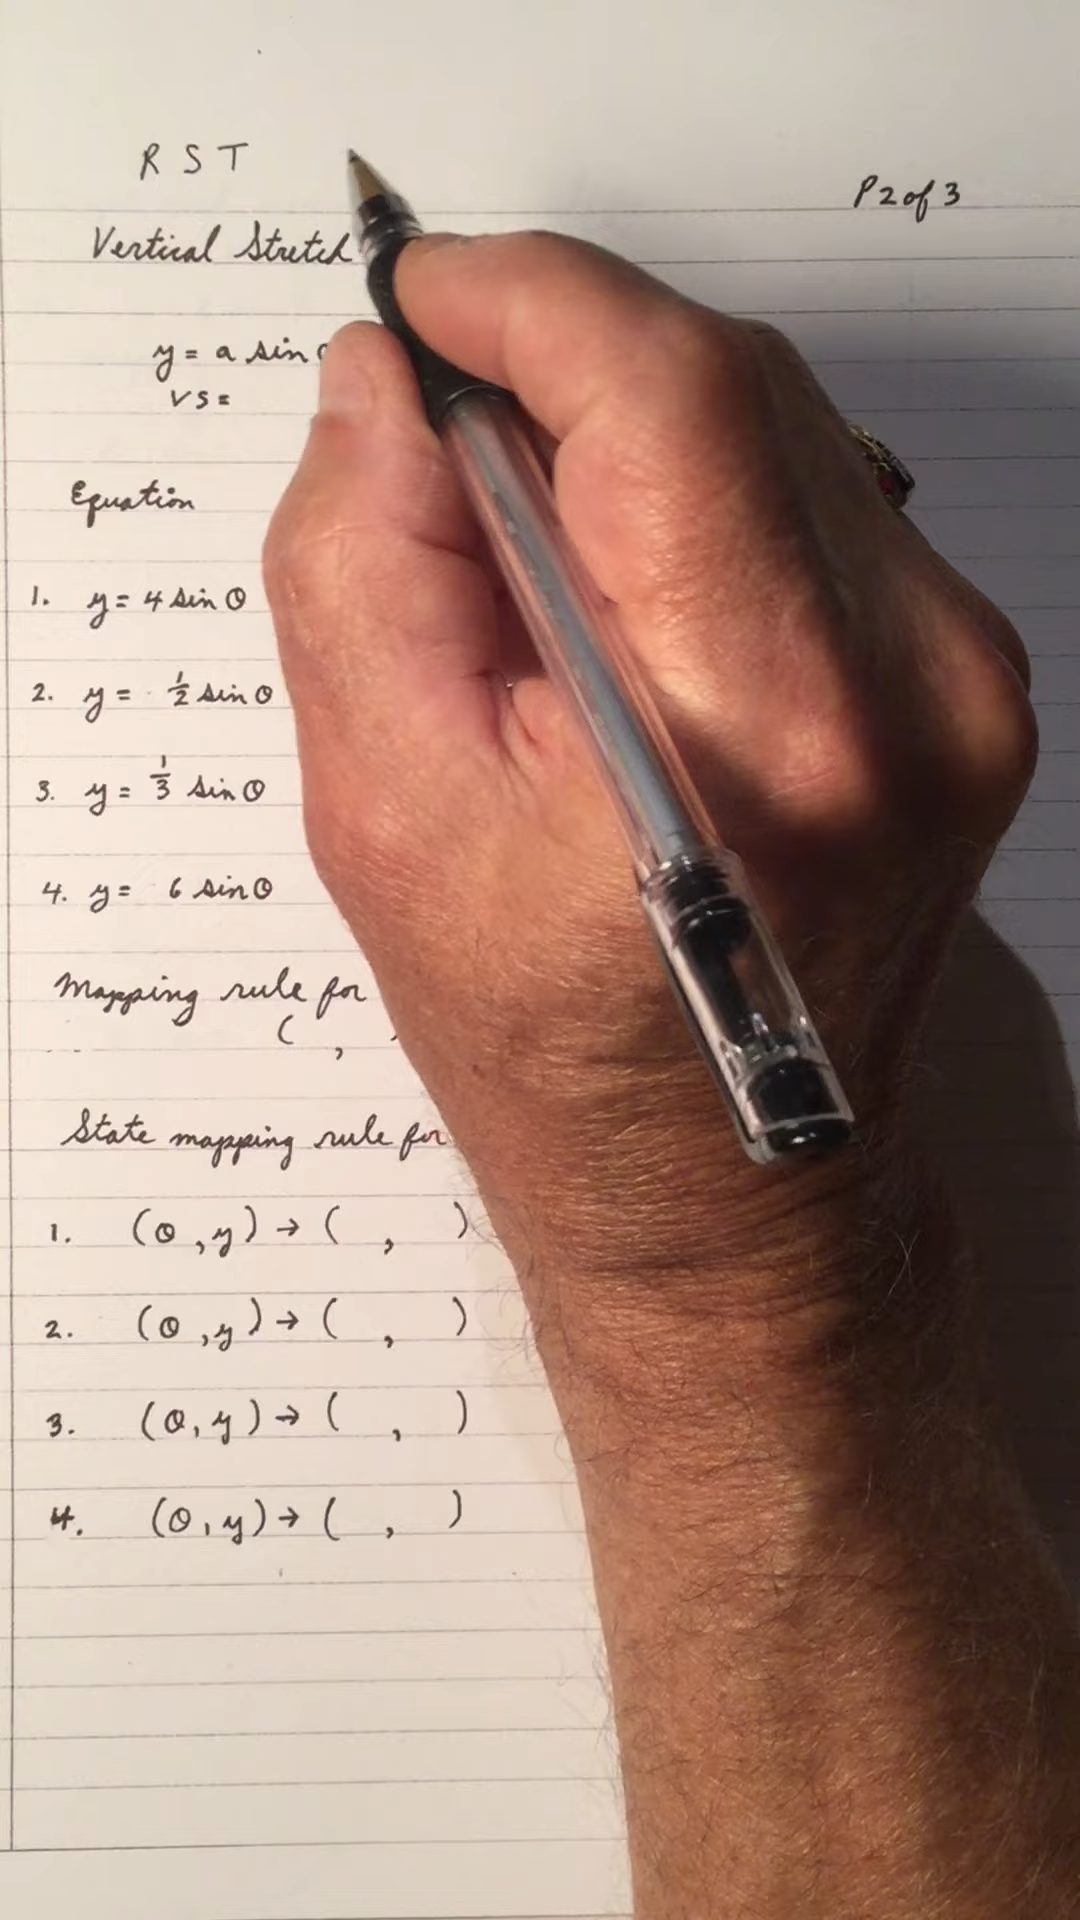 R S T
P 2 of 3
Vertical Stretch
y = a sin
VS =
Equation
1. y = 4 sin θ
2. y = 1/2 sin θ
3. y = 1/3 sin θ
4. y = 6 sin θ
Mapping rule for
( ,
State mapping rule for
1. (θ, y) → ( , )
2. (θ, y) → ( , )
3. (θ, y) → ( , )
4. (θ, y) → ( , )